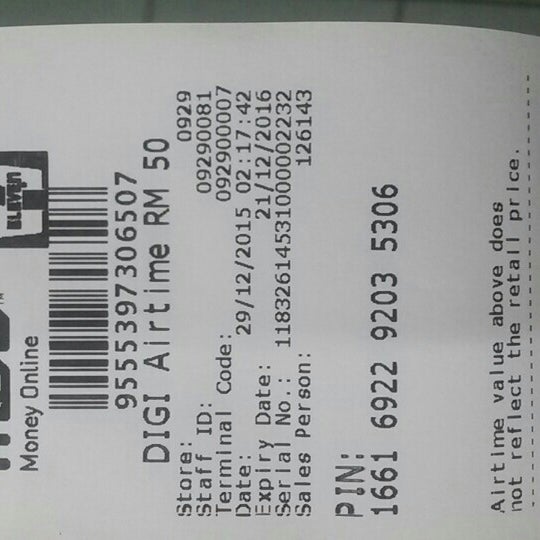 ELEVEN
Money Online
9555397306507
DIGI Airtime RM 50
Store: 0929
Staff ID: 09290081
Terminal Code: 092900007
Date: 29/12/2015 02:17:42
Expiry Date: 21/12/2016
Serial No.: 11832614531000002232
Sales Person: 126143
PIN:
1661 6922 9203 5306
Airtime value above does
not reflect the retail price.